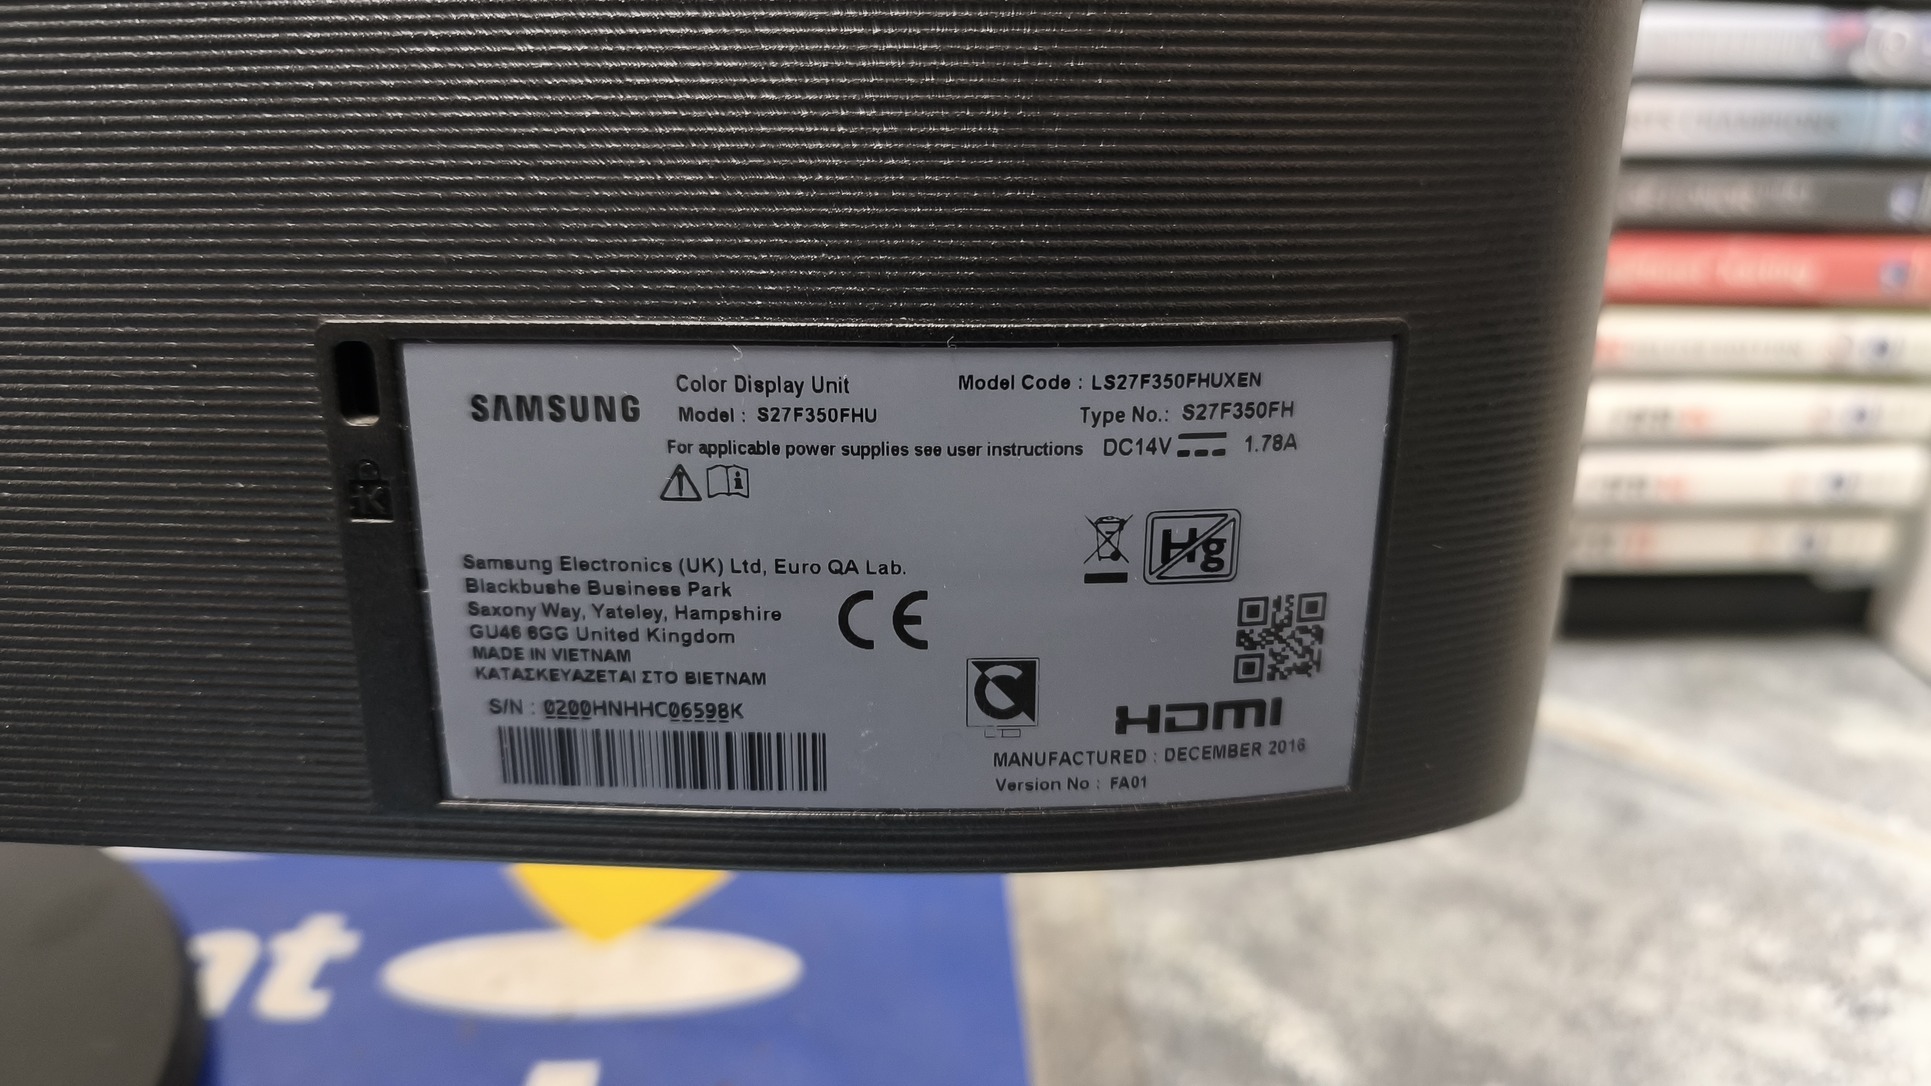 SAMSUNG
Color Display Unit
Model : S27F350FHU
Model Code : LS27F350FHUXEN
Type No.: S27F350FH
For applicable power supplies see user instructions DC14V 1.78A
Hg
Samsung Electronics (UK) Ltd, Euro QA Lab.
Blackbushe Business Park
Saxony Way, Yateley, Hampshire
GU46 6GG United Kingdom
MADE IN VIETNAM
ΚΑΤΑΣΚΕΥΑΖΕΤΑΙ ΣΤΟ ΒΙΕΤΝΑΜ
CE
S/N : 0200HNHHC06598K
HDMI
MANUFACTURED : DECEMBER 2016
Version No : FA01
K